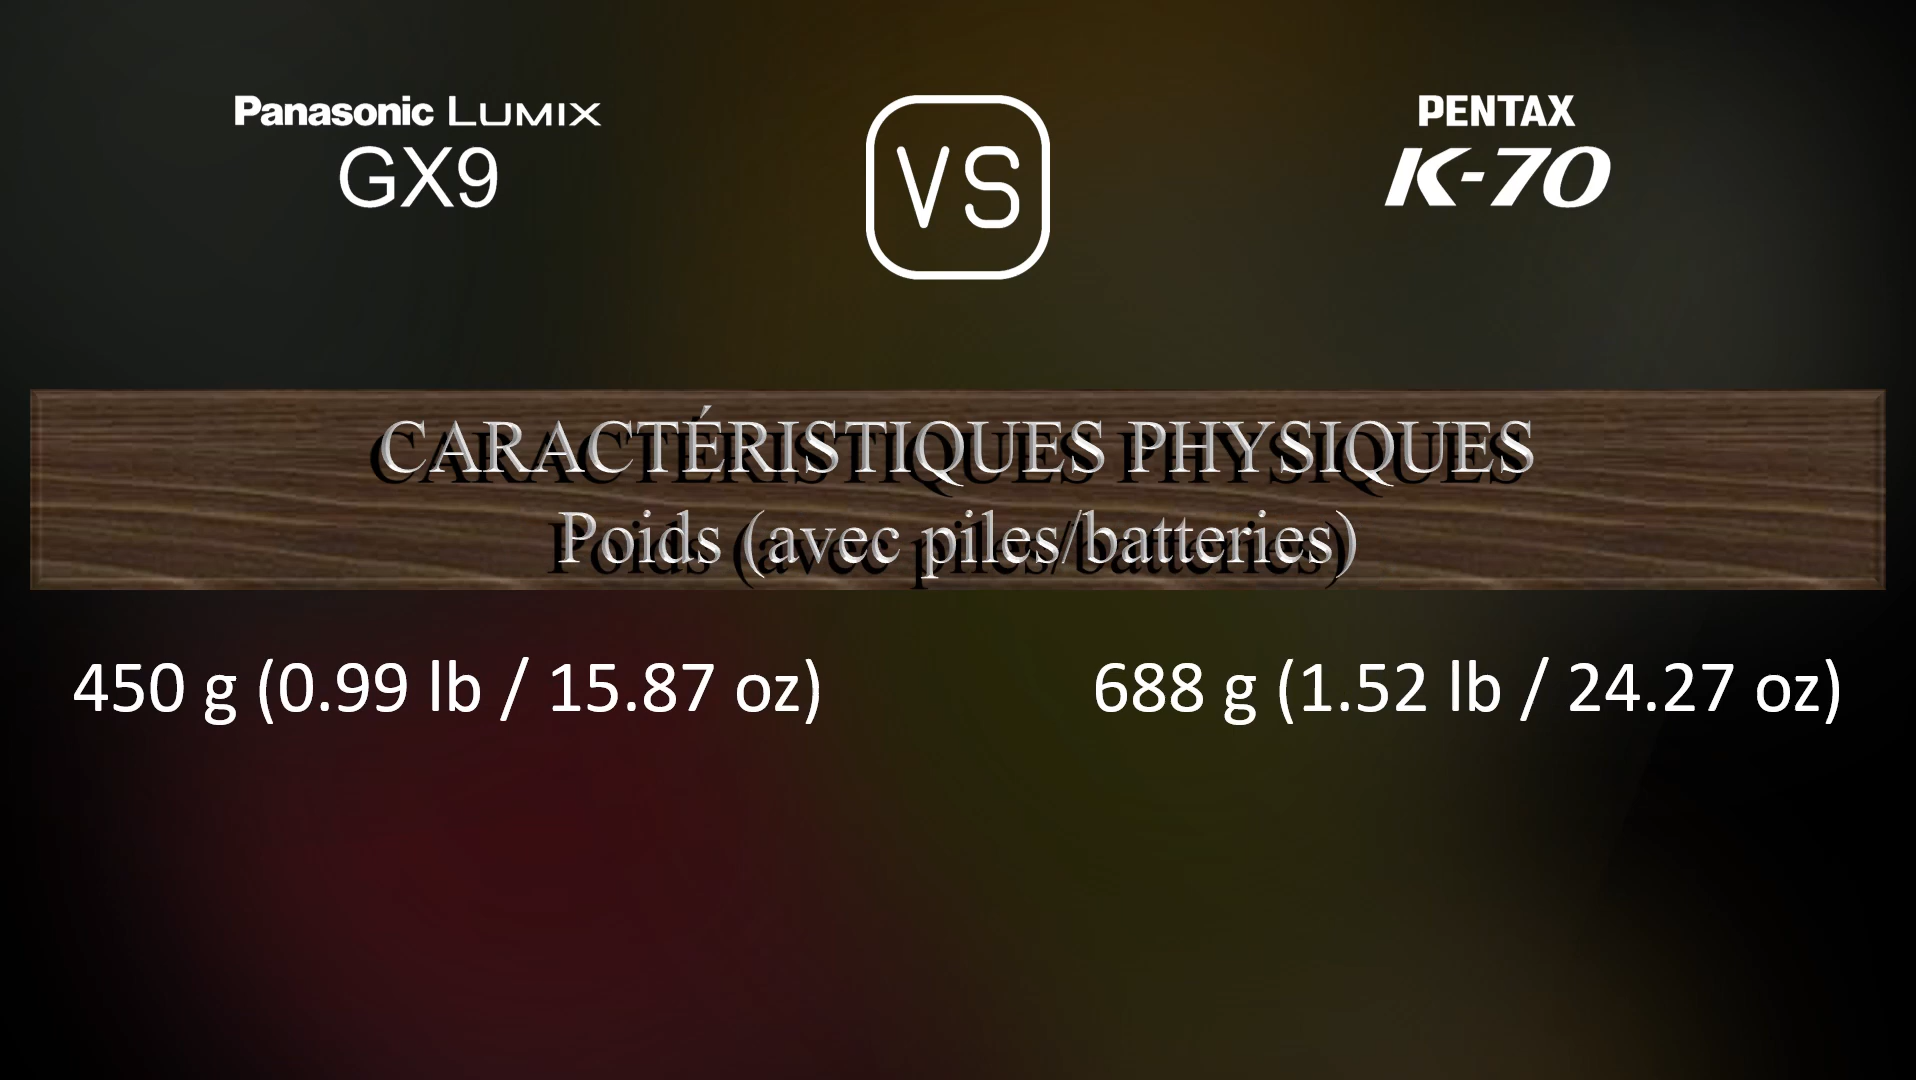 Panasonic LUMIX
GX9
VS
PENTAX
K-70
CARACTÉRISTIQUES PHYSIQUES
Poids (avec piles/batteries)
450 g (0.99 lb / 15.87 oz)
688 g (1.52 lb / 24.27 oz)